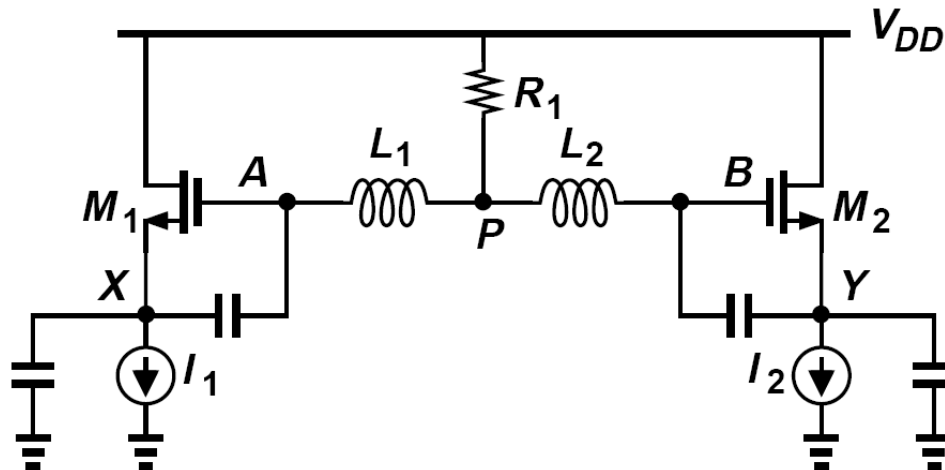 V_DD
R_1
L_1 L_2
A B
M_1 M_2
P
X Y
I_1 I_2